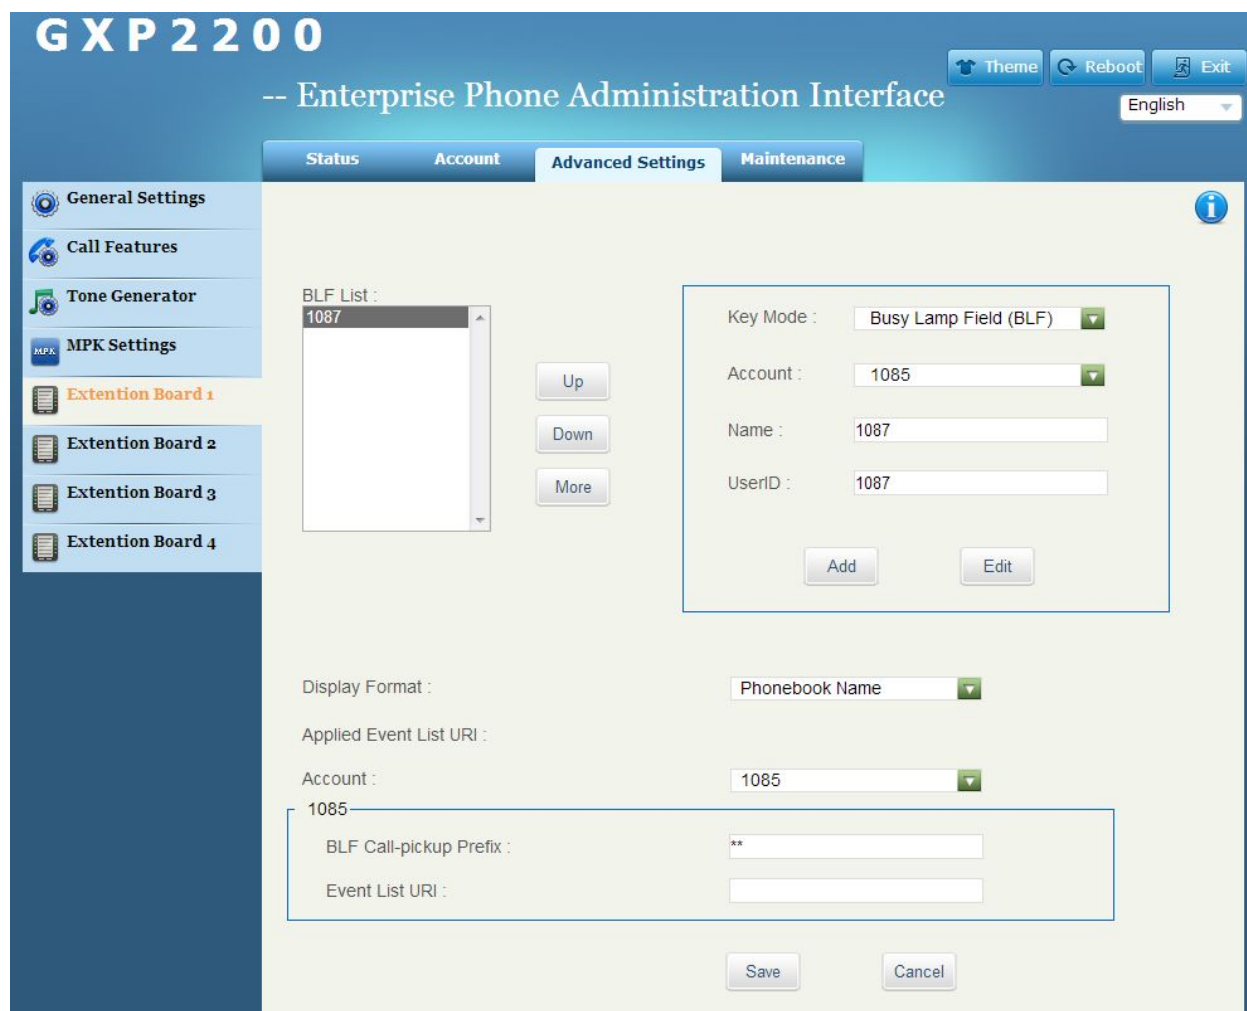 GXP2200
-- Enterprise Phone Administration Interface
Theme
Reboot
Exit
English
Status
Account
Advanced Settings
Maintenance
General Settings
Call Features
Tone Generator
MPK
MPK Settings
Extention Board 1
Extention Board 2
Extention Board 3
Extention Board 4
BLF List :
1087
Up
Down
More
Key Mode : Busy Lamp Field (BLF)
Account : 1085
Name : 1087
UserID : 1087
Add
Edit
Display Format : Phonebook Name
Applied Event List URI :
Account : 1085
1085
BLF Call-pickup Prefix : **
Event List URI :
Save
Cancel